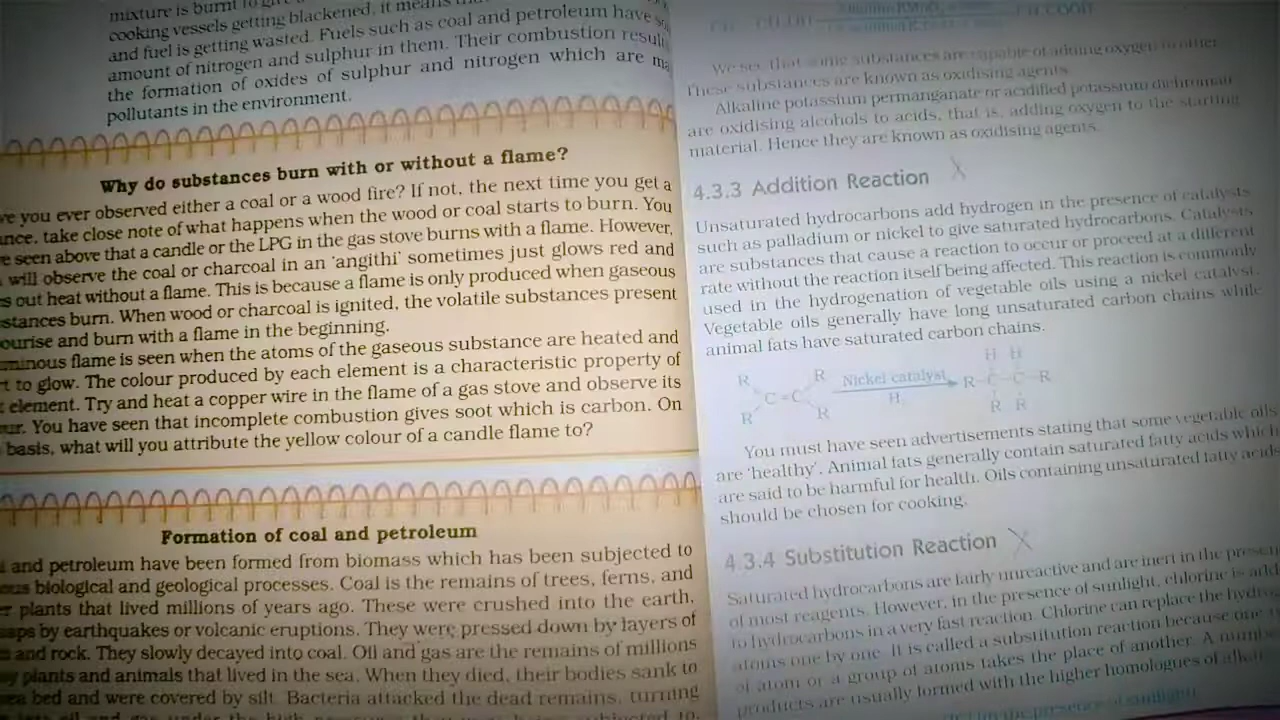 mixture is burnt to
cooking vessels getting blackened, it means
and fuel is getting wasted. Fuels such as coal and petroleum have
amount of nitrogen and sulphur in them. Their combustion results
the formation of oxides of sulphur and nitrogen which are
pollutants in the environment.
Why do substances burn with or without a flame?
you ever observed either a coal or a wood fire? If not, the next time you get a
take close note of what happens when the wood or coal starts to burn. You
seen above that a candle or the LPG in the gas stove burns with a flame. However,
will observe the coal or charcoal in an 'angithi' sometimes just glows red and
out heat without a flame. This is because a flame is only produced when gaseous
stances burn. When wood or charcoal is ignited, the volatile substances present
ourise and burn with a flame in the beginning.
minous flame is seen when the atoms of the gaseous substance are heated and
to glow. The colour produced by each element is a characteristic property of
element. Try and heat a copper wire in the flame of a gas stove and observe its
You have seen that incomplete combustion gives soot which is carbon. On
basis, what will you attribute the yellow colour of a candle flame to?
Formation of coal and petroleum
and petroleum have been formed from biomass which has been subjected to
biological and geological processes. Coal is the remains of trees, ferns, and
plants that lived millions of years ago. These were crushed into the earth,
by earthquakes or volcanic eruptions. They were pressed down by layers of
and rock. They slowly decayed into coal. Oil and gas are the remains of millions
plants and animals that lived in the sea. When they died, their bodies sank to
bed and were covered by silt. Bacteria attacked the dead remains, turning
We see that some substances are capable of adding oxygen to other
These substances are known as oxidising agents.
Alkaline potassium permanganate or acidified potassium dichromate
are oxidising alcohols to acids, that is, adding oxygen to the starting
material. Hence they are known as oxidising agents.
4.3.3 Addition Reaction
Unsaturated hydrocarbons add hydrogen in the presence of catalysts
such as palladium or nickel to give saturated hydrocarbons. Catalysts
are substances that cause a reaction to occur or proceed at a different
rate without the reaction itself being affected. This reaction is commonly
used in the hydrogenation of vegetable oils using a nickel catalyst.
Vegetable oils generally have long unsaturated carbon chains while
animal fats have saturated carbon chains.
H H
R R Nickel catalyst R-C-C-R
C=C H₂
R R R R
You must have seen advertisements stating that some vegetable oils
are 'healthy'. Animal fats generally contain saturated fatty acids which
are said to be harmful for health. Oils containing unsaturated fatty acids
should be chosen for cooking.
4.3.4 Substitution Reaction
Saturated hydrocarbons are fairly unreactive and are inert in the presen
of most reagents. However, in the presence of sunlight, chlorine is add
to hydrocarbons in a very fast reaction. Chlorine can replace the hydro
atoms one by one. It is called a substitution reaction because one
of atom or a group of atoms takes the place of another. A number
products are usually formed with the higher homologues of alka
in the presence of sunlight